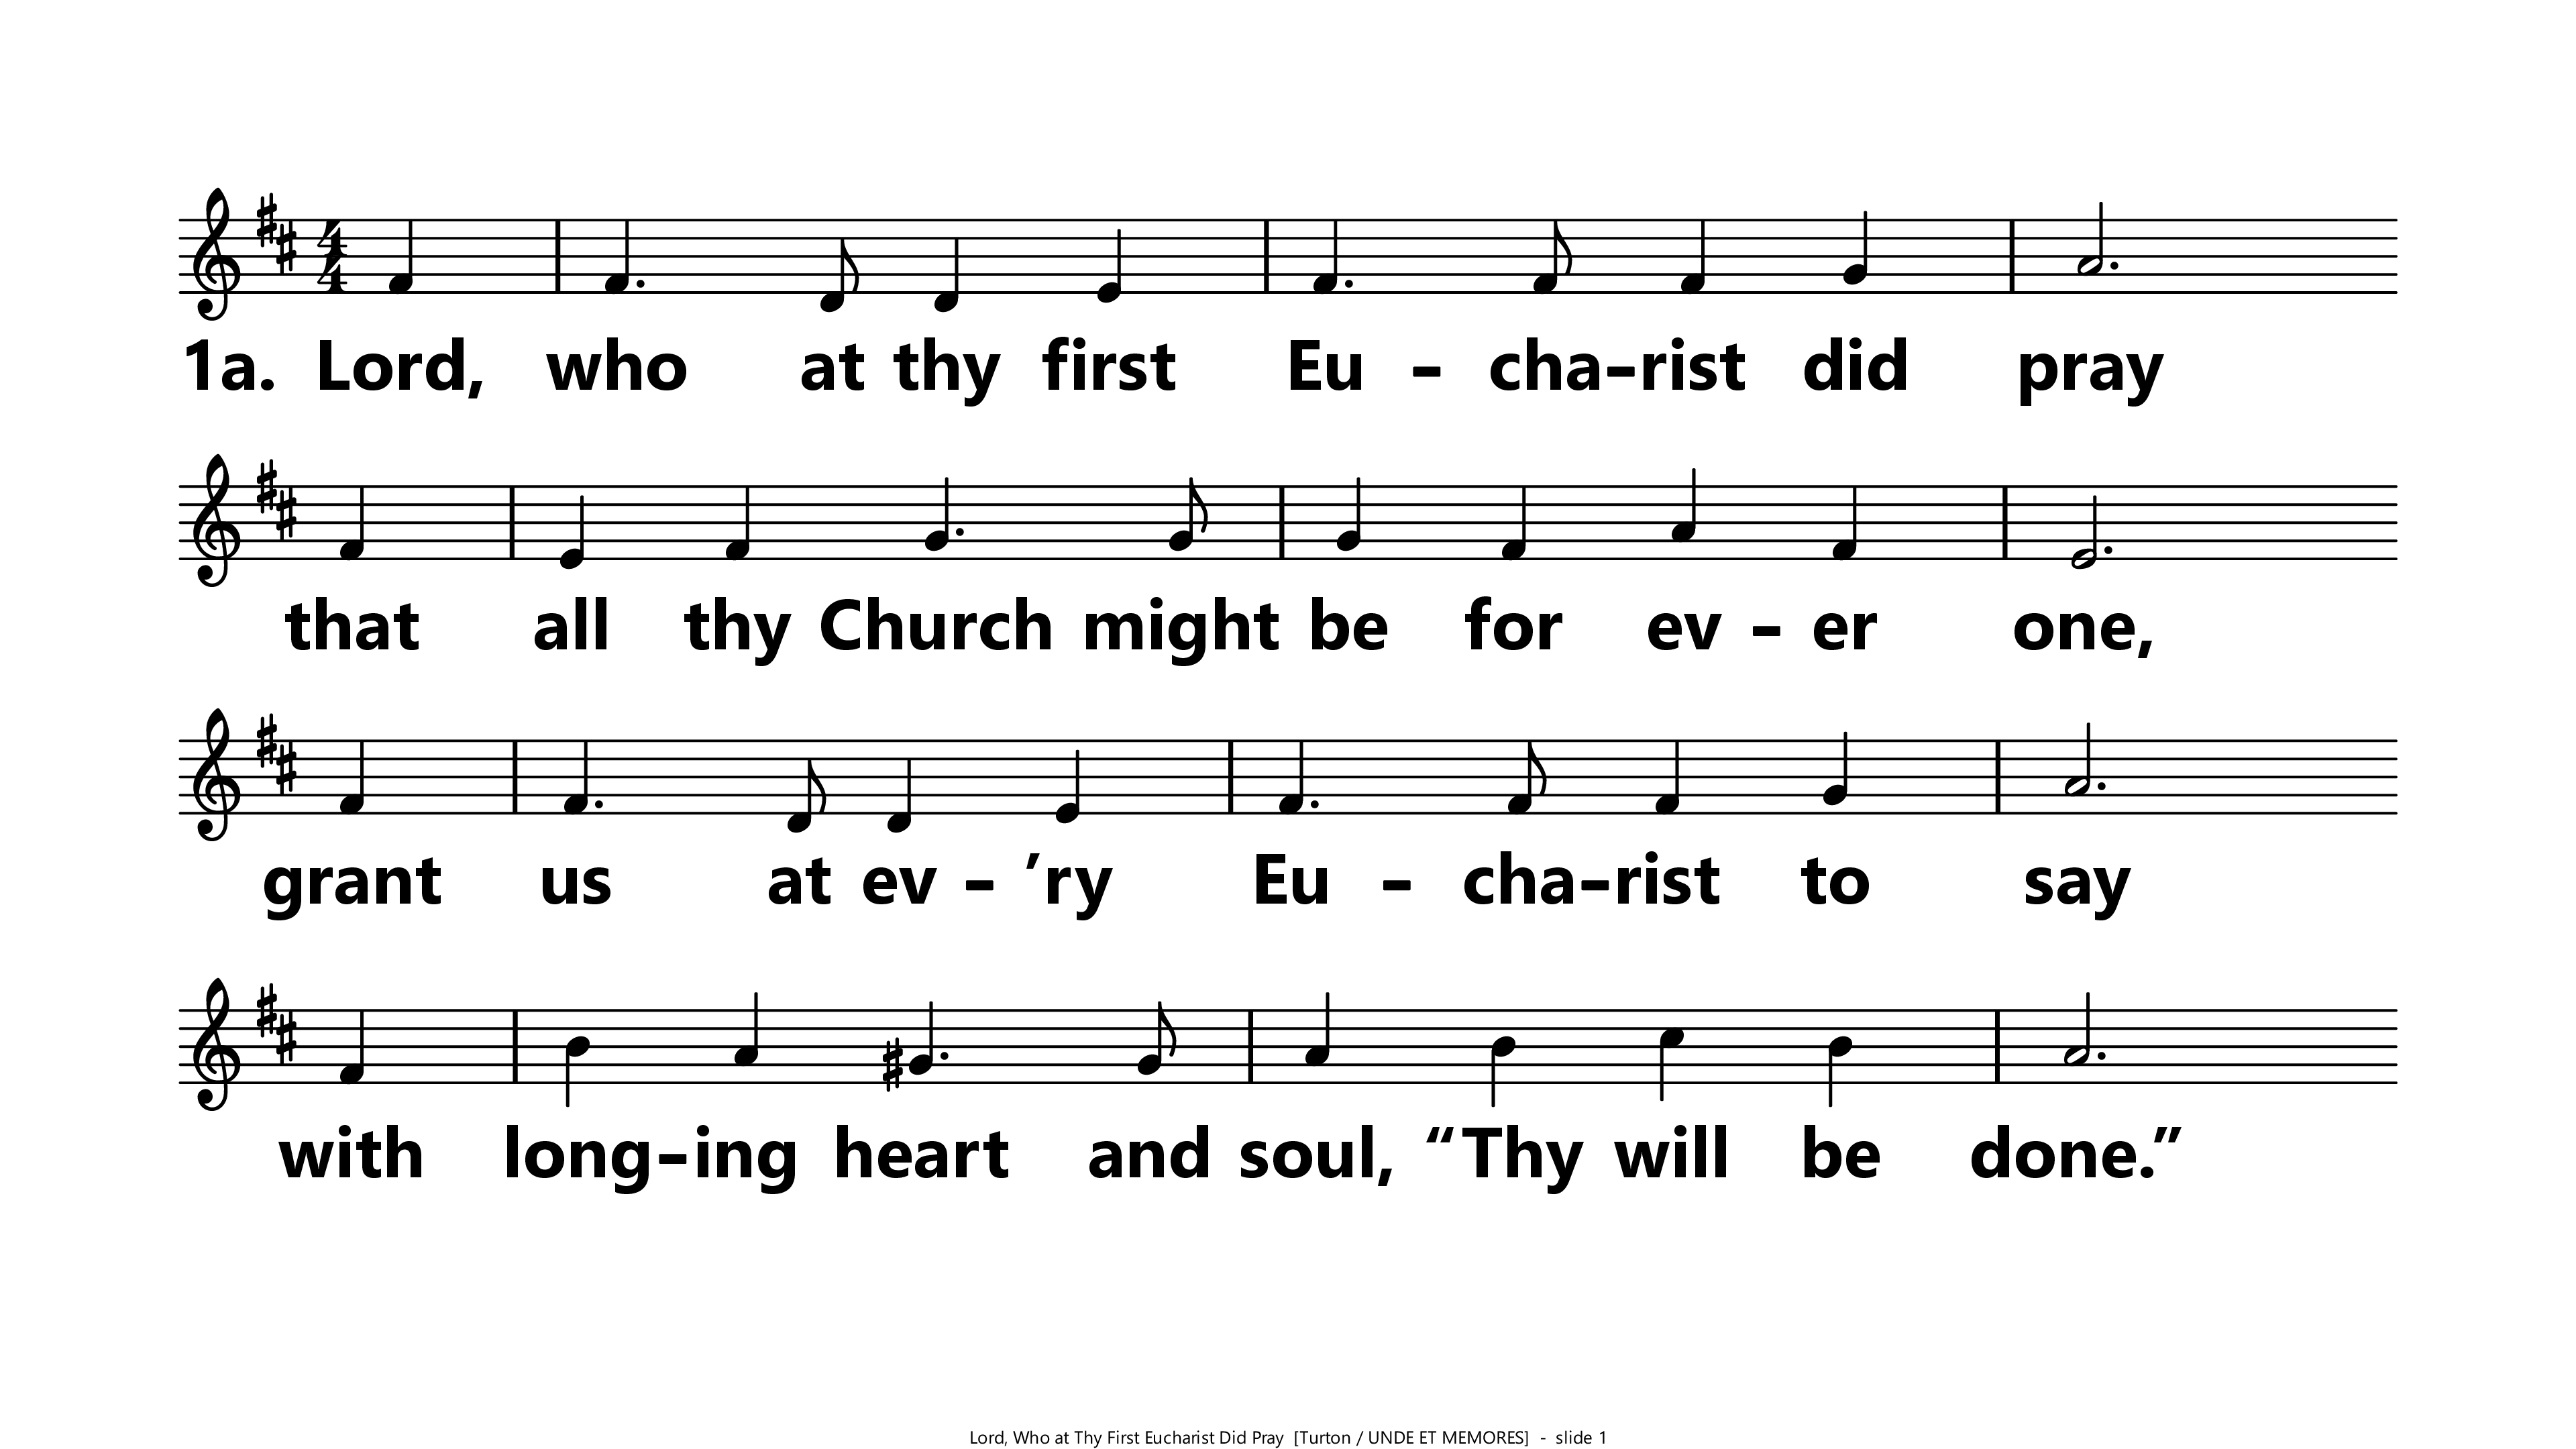 1a. Lord, who at thy first Eu - cha-rist did pray
that all thy Church might be for ev - er one,
grant us at ev - ’ry Eu - cha-rist to say
with long-ing heart and soul, “Thy will be done.”
Lord, Who at Thy First Eucharist Did Pray [Turton / UNDE ET MEMORES] - slide 1